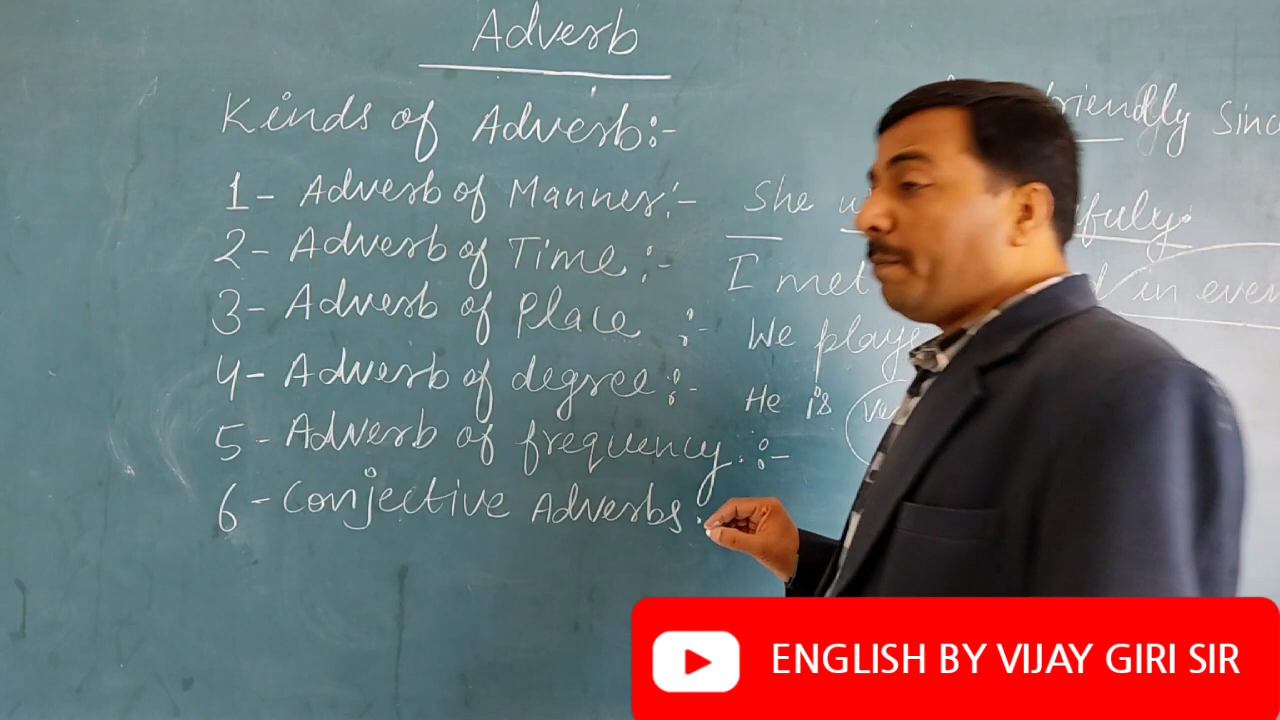 Adverb
Kinds of Adverb:-
friendly Sinc
1- Adverb of Manner:- She
2- Adverb of Time :- I met in even
3- Adverb of Place :- We playe
4- Adverb of degree :- He is
5- Adverb of frequency :-
6- Conjective Adverbs :
ENGLISH BY VIJAY GIRI SIR